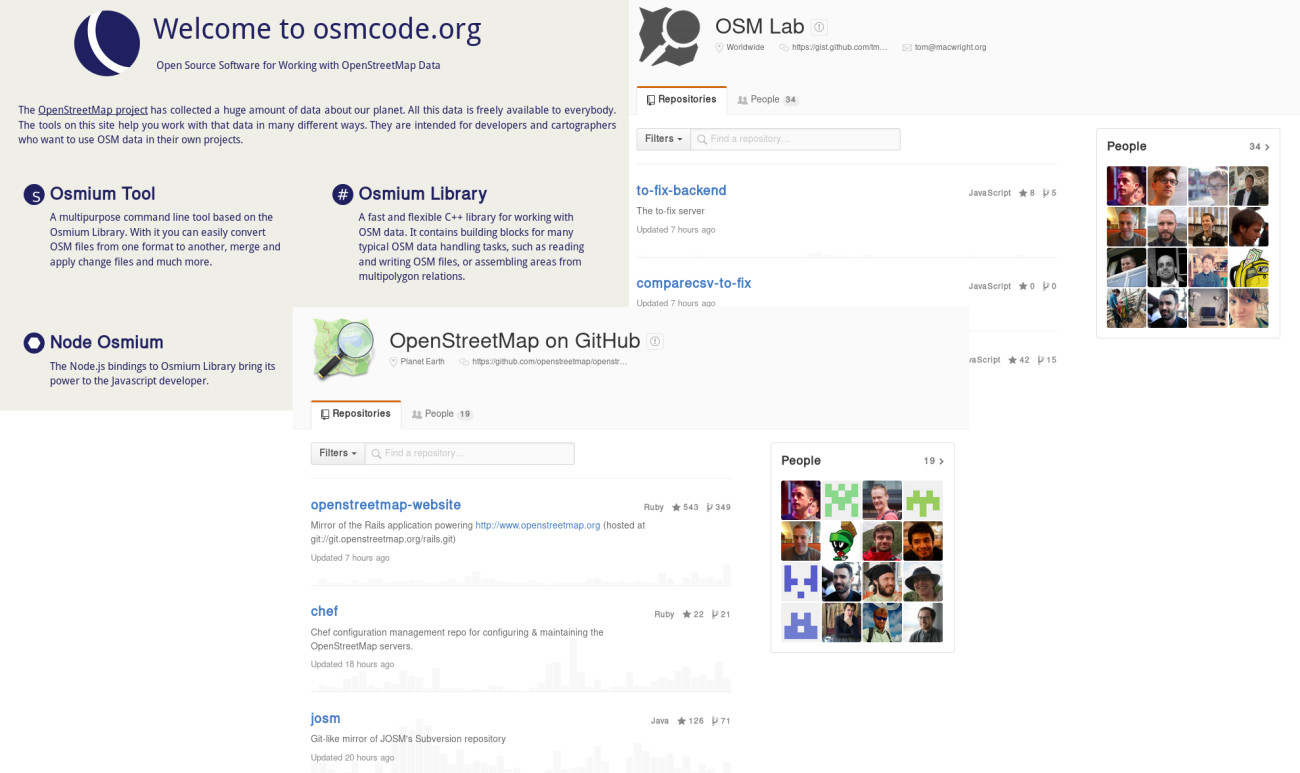 Welcome to osmcode.org
Open Source Software for Working with OpenStreetMap Data
The OpenStreetMap project has collected a huge amount of data about our planet. All this data is freely available to everybody.
The tools on this site help you work with that data in many different ways. They are intended for developers and cartographers
who want to use OSM data in their own projects.
S Osmium Tool
A multipurpose command line tool based on the
Osmium Library. With it you can easily convert
OSM files from one format to another, merge and
apply change files and much more.
# Osmium Library
A fast and flexible C++ library for working with
OSM data. It contains building blocks for many
typical OSM data handling tasks, such as reading
and writing OSM files, or assembling areas from
multipolygon relations.
Node Osmium
The Node.js bindings to Osmium Library bring its
power to the Javascript developer.
OSM Lab
Worldwide https://gist.github.com/tm... tom@macwright.org
Repositories People 34
Filters Find a repository...
to-fix-backend JavaScript 8 5
The to-fix server
Updated 7 hours ago
comparecsv-to-fix JavaScript 0 0
Updated 7 hours ago
vaScript 42 15
People 34
OpenStreetMap on GitHub
Planet Earth https://github.com/openstreetmap/openstr...
Repositories People 19
Filters Find a repository...
openstreetmap-website Ruby 543 349
Mirror of the Rails application powering http://www.openstreetmap.org (hosted at
git://git.openstreetmap.org/rails.git)
Updated 7 hours ago
chef Ruby 22 21
Chef configuration management repo for configuring & maintaining the
OpenStreetMap servers.
Updated 18 hours ago
josm Java 126 71
Git-like mirror of JOSM's Subversion repository
Updated 20 hours ago
People 19